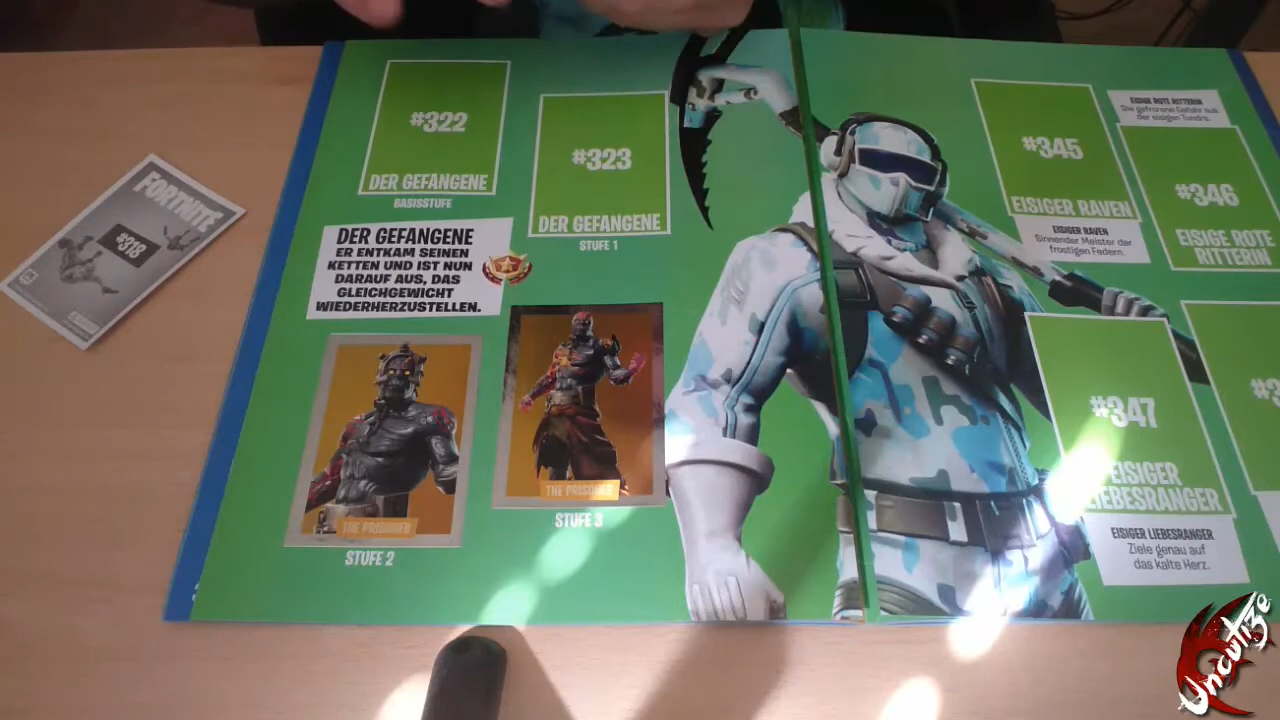 FORTNITE
#318
#322
DER GEFANGENE
BASISSTUFE
#323
DER GEFANGENE
STUFE 1
DER GEFANGENE
ER ENTKAM SEINEN
KETTEN UND IST NUN
DARAUF AUS, DAS
GLEICHGEWICHT
WIEDERHERZUSTELLEN.
THE PRISONER
STUFE 2
THE PRISONER
STUFE 3
#345
EISIGER RAVEN
EISIGER RAVEN
Sinnender Meister der
frostigen Federn.
EISIGE ROTE RITTERIN
Die gefrorene Gefahr aus
der eisigen Tundra.
#346
EISIGE ROTE
RITTERIN
#347
EISIGER
LIEBESRANGER
EISIGER LIEBESRANGER
Ziele genau auf
das kalte Herz.
Uncut1ze